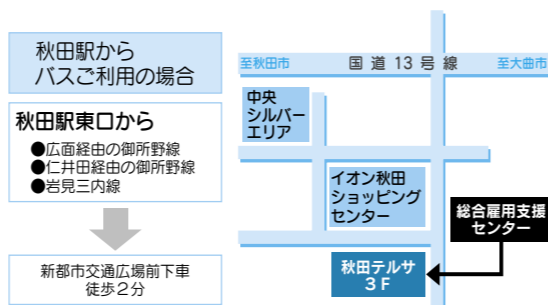 秋田駅から
バスご利用の場合
秋田駅東口から
●広面経由の御所野線
●仁井田経由の御所野線
●岩見三内線
新都市交通広場前下車
徒歩2分
至秋田市
国道13号線
至大曲市
中央
シルバー
エリア
イオン秋田
ショッピング
センター
総合雇用支援
センター
秋田テルサ
3F